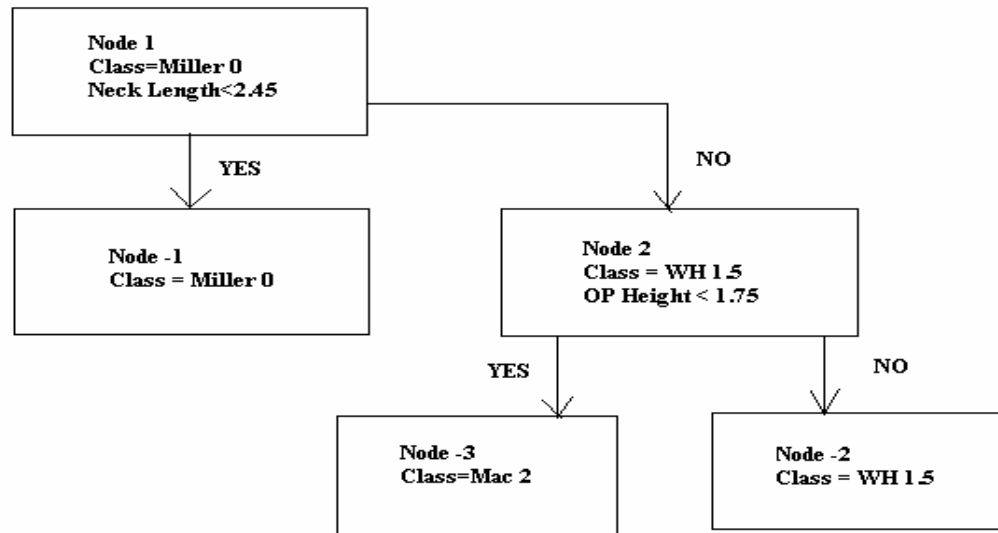 Node 1
Class=Miller 0
Neck Length<2.45
YES
NO
Node -1
Class = Miller 0
Node 2
Class = WH 1.5
OP Height < 1.75
YES
NO
Node -3
Class=Mac 2
Node -2
Class = WH 1.5